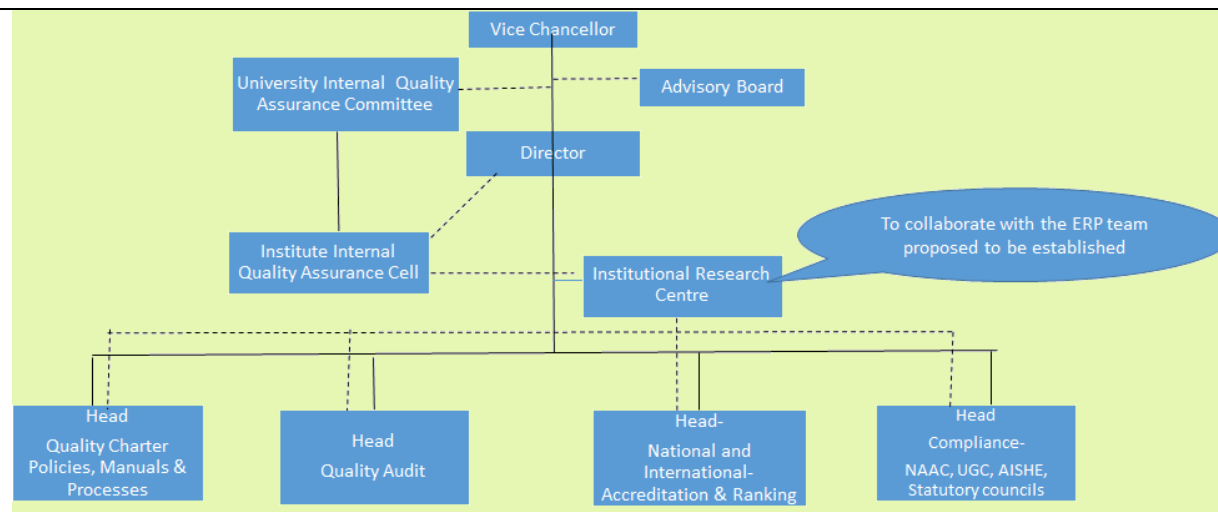 Vice Chancellor
University Internal Quality
Assurance Committee
Advisory Board
Director
To collaborate with the ERP team
proposed to be established
Institute Internal
Quality Assurance Cell
Institutional Research
Centre
Head
Quality Charter
Policies, Manuals &
Processes
Head
Quality Audit
Head-
National and
International-
Accreditation & Ranking
Head
Compliance-
NAAC, UGC, AISHE,
Statutory councils